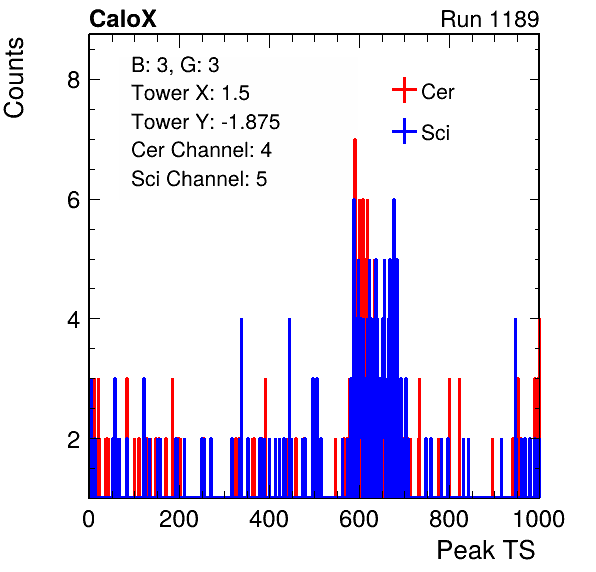 CaloX Run 1189
Counts
B: 3, G: 3
Tower X: 1.5
Tower Y: -1.875
Cer Channel: 4
Sci Channel: 5
Cer
Sci
8
6
4
2
0 200 400 600 800 1000
Peak TS